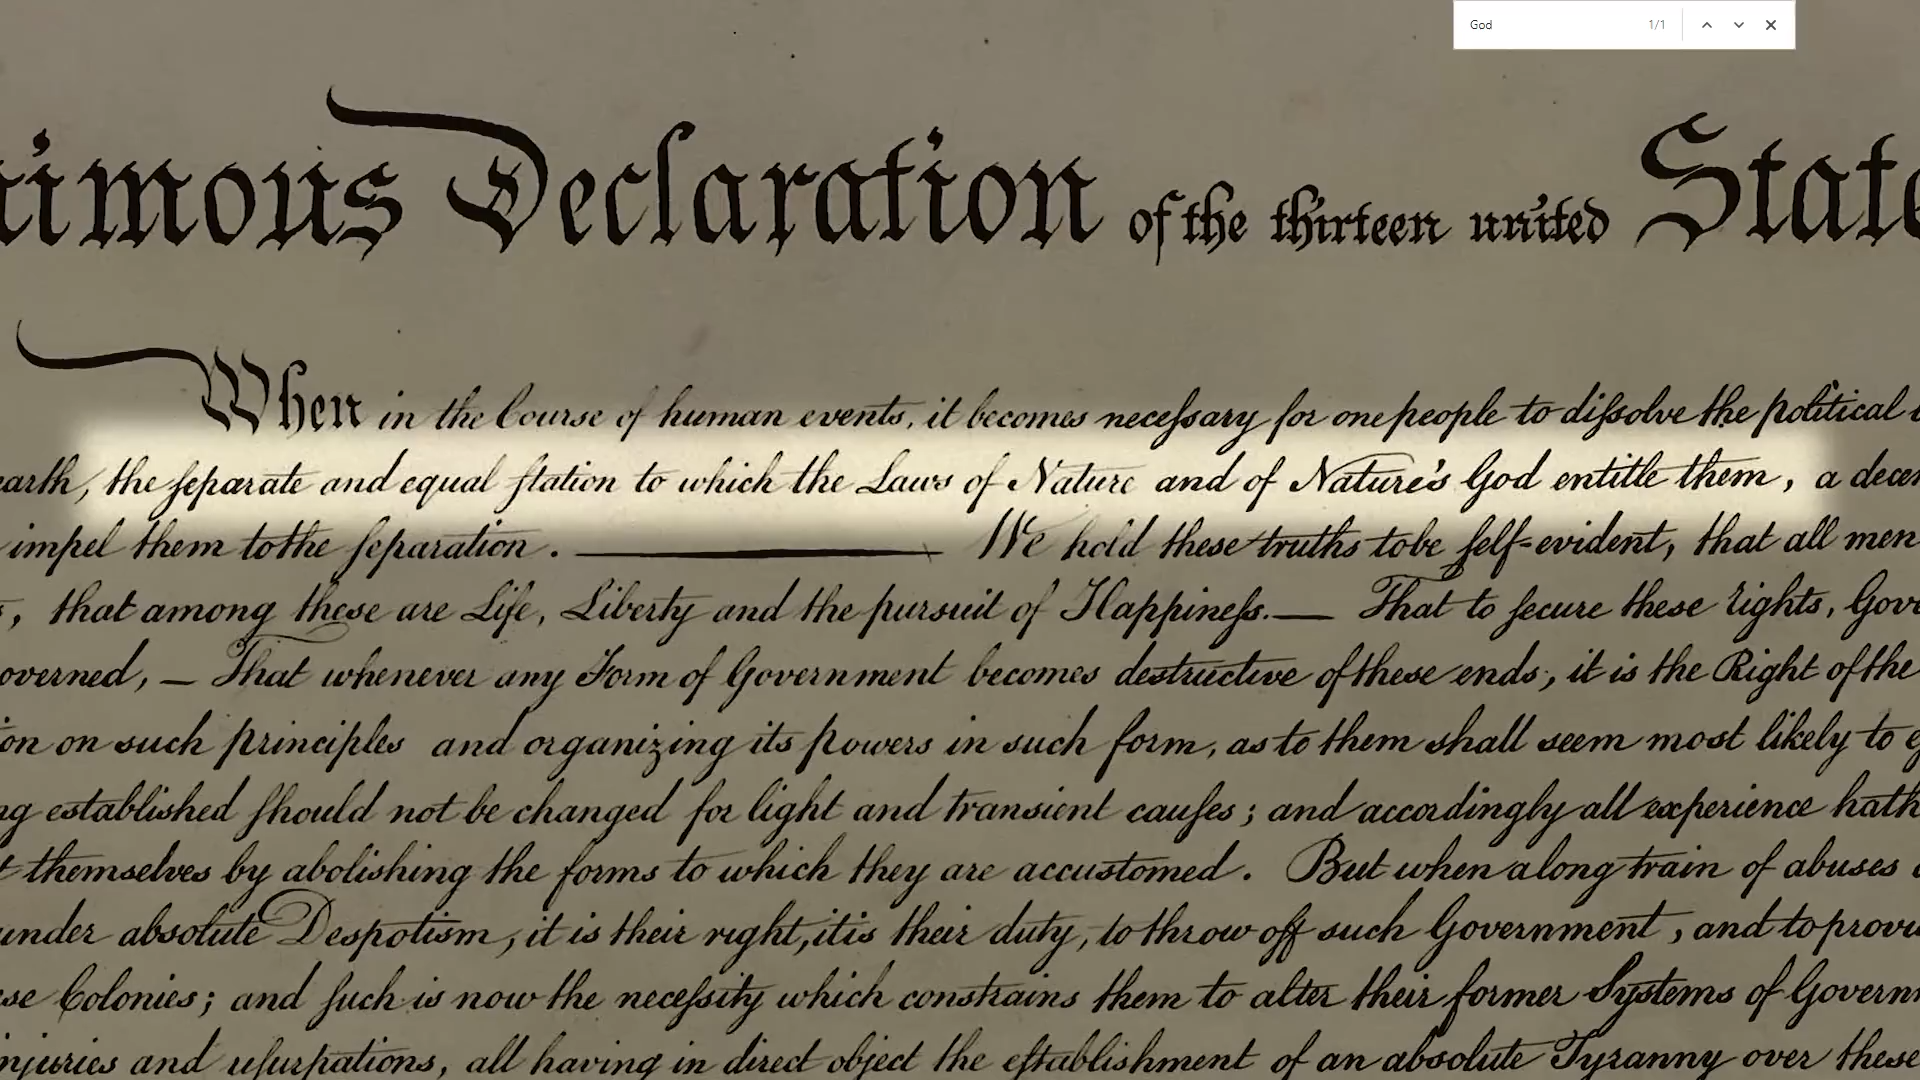 God 1/1
imous Declaration of the thirteen united State
When in the Course of human events, it becomes necessary for one people to dissolve the political
earth, the separate and equal station to which the Laws of Nature and of Nature's God entitle them, a decen
impel them to the separation. We hold these truths to be self-evident, that all men
, that among these are Life, Liberty and the pursuit of Happiness.— That to secure these rights, Gove
overned, — That whenever any Form of Government becomes destructive of these ends, it is the Right of the
on on such principles and organizing its powers in such form, as to them shall seem most likely to e
ng established should not be changed for light and transient causes; and accordingly all experience hath
t themselves by abolishing the forms to which they are accustomed. But when a long train of abuses a
under absolute Despotism, it is their right, it is their duty, to throw off such Government, and to provi
se Colonies; and such is now the necessity which constrains them to alter their former Systems of Governm
injuries and usurpations, all having in direct object the establishment of an absolute Tyranny over these